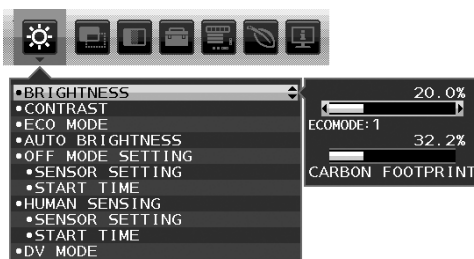 •BRIGHTNESS
•CONTRAST
•ECO MODE
•AUTO BRIGHTNESS
•OFF MODE SETTING
•SENSOR SETTING
•START TIME
•HUMAN SENSING
•SENSOR SETTING
•START TIME
•DV MODE
20.0%
ECOMODE:1
32.2%
CARBON FOOTPRINT